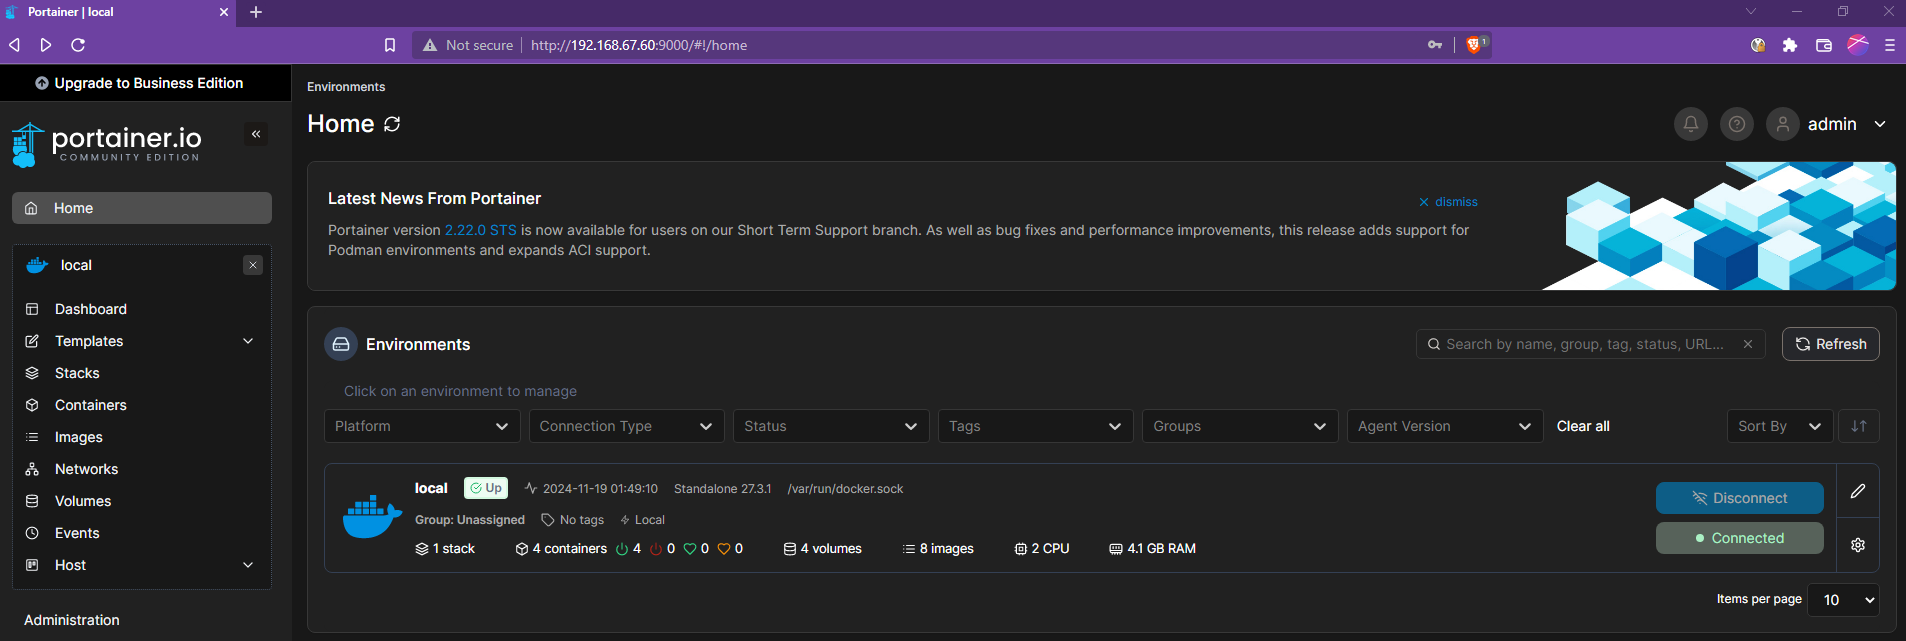 Portainer | local
Not secure
http://192.168.67.60:9000/#!/home
1
Upgrade to Business Edition
portainer.io
COMMUNITY EDITION
Home
local
Dashboard
Templates
Stacks
Containers
Images
Networks
Volumes
Events
Host
Administration
Environments
Home
admin
Latest News From Portainer
dismiss
Portainer version 2.22.0 STS is now available for users on our Short Term Support branch. As well as bug fixes and performance improvements, this release adds support for
Podman environments and expands ACI support.
Environments
Search by name, group, tag, status, URL...
Refresh
Click on an environment to manage
Platform
Connection Type
Status
Tags
Groups
Agent Version
Clear all
Sort By
local Up 2024-11-19 01:49:10 Standalone 27.3.1 /var/run/docker.sock
Group: Unassigned No tags Local
1 stack 4 containers 4 0 0 0 4 volumes 8 images 2 CPU 4.1 GB RAM
Disconnect
Connected
Items per page 10